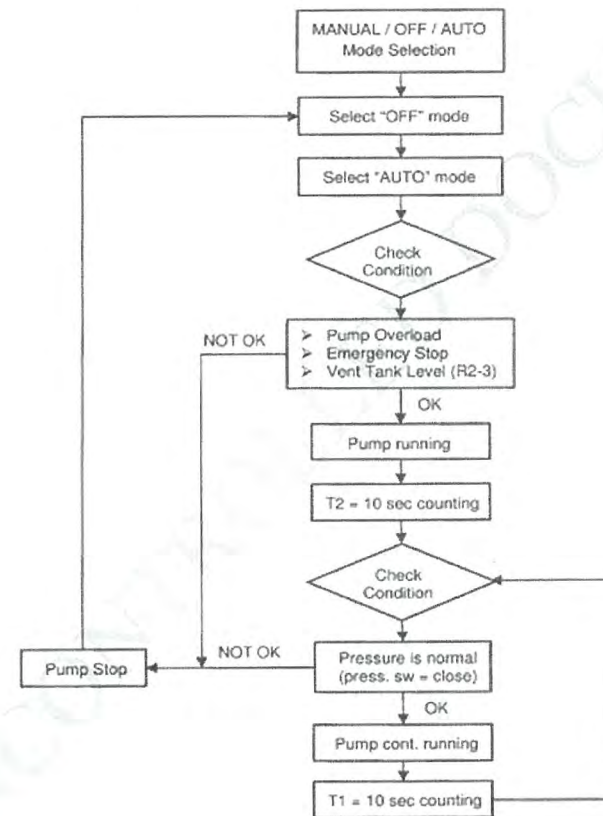 MANUAL / OFF / AUTO
Mode Selection
Select "OFF" mode
Select "AUTO" mode
Check
Condition
NOT OK
➢ Pump Overload
➢ Emergency Stop
➢ Vent Tank Level (R2-3)
OK
Pump running
T2 = 10 sec counting
Check
Condition
Pump Stop
NOT OK
Pressure is normal
(press. sw = close)
OK
Pump cont. running
T1 = 10 sec counting